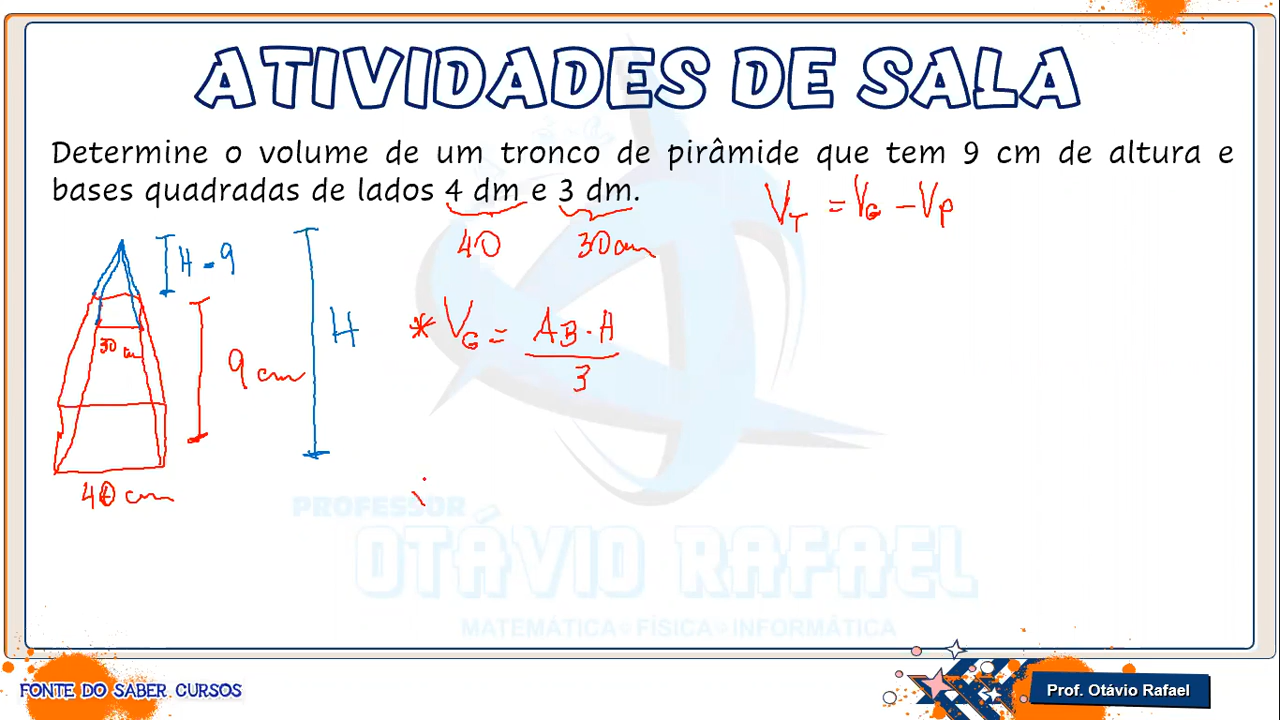 ATIVIDADES DE SALA
Determine o volume de um tronco de pirâmide que tem 9 cm de altura e
bases quadradas de lados 4 dm e 3 dm.
V_T = V_G - V_P
40
30 cm
H - 9
H
* V_G = A_B · H
3
30 cm
9 cm
40 cm
PROFESSOR
OTÁVIO RAFAEL
MATEMÁTICA FÍSICA INFORMÁTICA
FONTE DO SABER CURSOS
Prof. Otávio Rafael